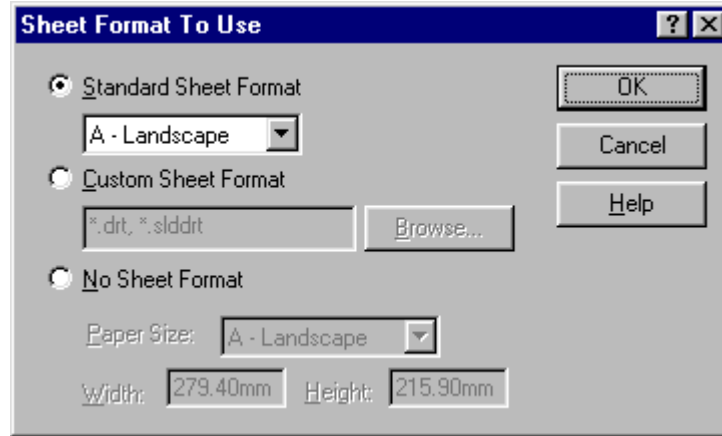 Sheet Format To Use
Standard Sheet Format
OK
A - Landscape
Cancel
Custom Sheet Format
Help
*.drt, *.slddrt
Browse...
No Sheet Format
Paper Size: A - Landscape
Width: 279.40mm Height: 215.90mm